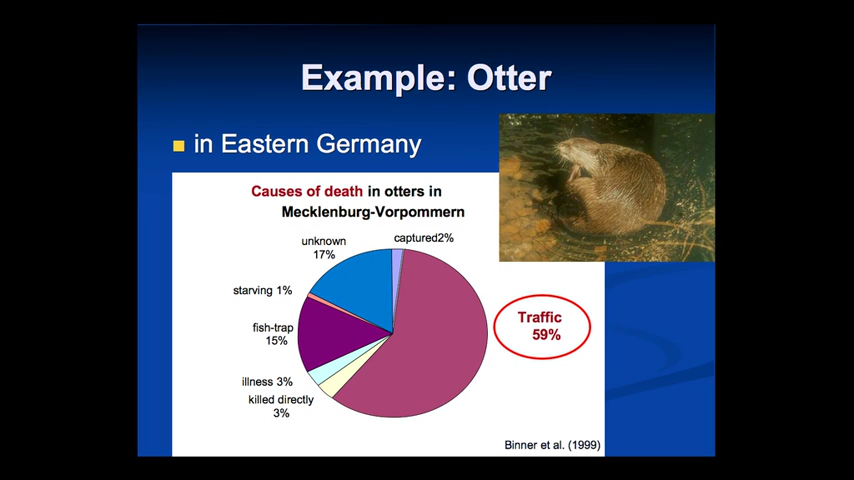 Example: Otter
in Eastern Germany
Causes of death in otters in
Mecklenburg-Vorpommern
captured2%
unknown
17%
starving 1%
Traffic
59%
fish-trap
15%
illness 3%
killed directly
3%
Binner et al. (1999)